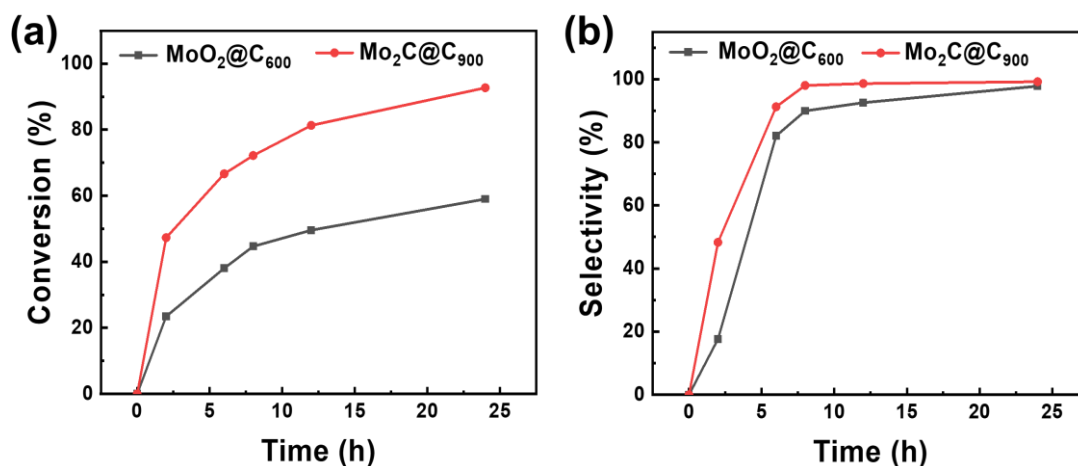 (a)
MoO₂@C₆₀₀ Mo₂C@C₉₀₀
Conversion (%)
100
80
60
40
20
0
0 5 10 15 20 25
Time (h)
(b)
MoO₂@C₆₀₀ Mo₂C@C₉₀₀
Selectivity (%)
100
80
60
40
20
0
0 5 10 15 20 25
Time (h)